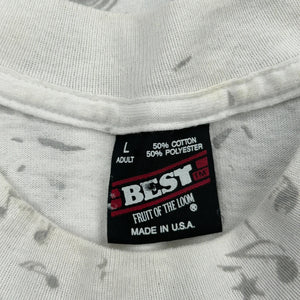 L
ADULT
50% COTTON
50% POLYESTER
BEST
FRUIT OF THE LOOM ®
MADE IN U.S.A.